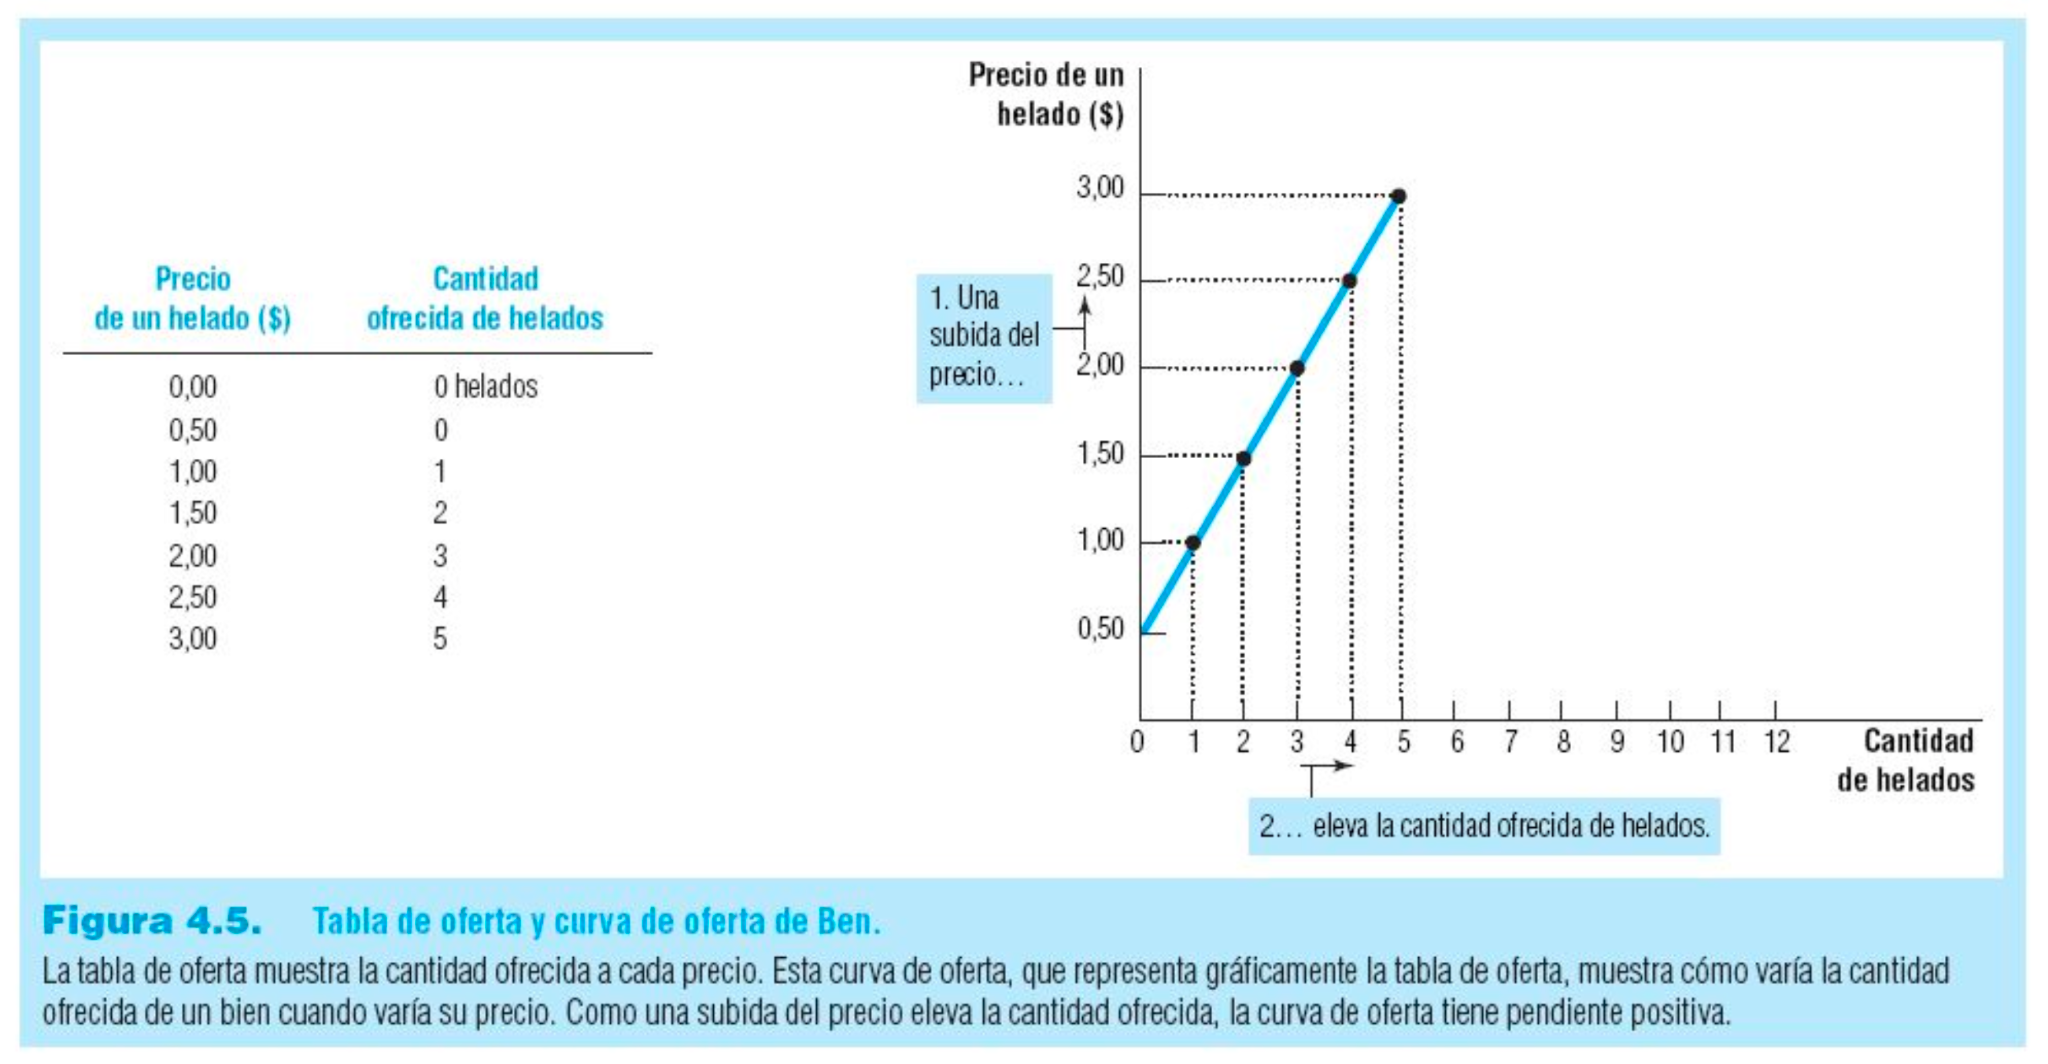 Precio
de un helado ($)
Cantidad
ofrecida de helados
0,00 0 helados
0,50 0
1,00 1
1,50 2
2,00 3
2,50 4
3,00 5
Precio de un
helado ($)
3,00
2,50
2,00
1,50
1,00
0,50
1. Una
subida del
precio…
0 1 2 3 4 5 6 7 8 9 10 11 12
Cantidad
de helados
2… eleva la cantidad ofrecida de helados.
Figura 4.5. Tabla de oferta y curva de oferta de Ben.
La tabla de oferta muestra la cantidad ofrecida a cada precio. Esta curva de oferta, que representa gráficamente la tabla de oferta, muestra cómo varía la cantidad
ofrecida de un bien cuando varía su precio. Como una subida del precio eleva la cantidad ofrecida, la curva de oferta tiene pendiente positiva.